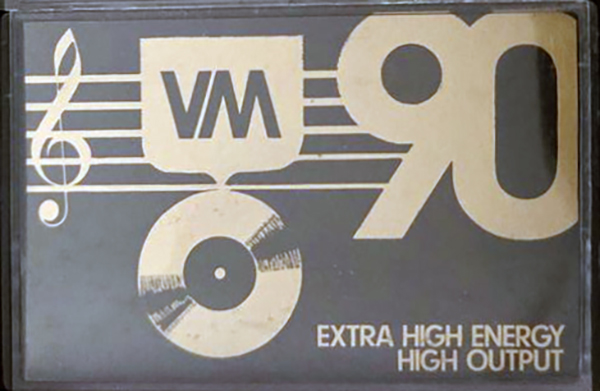 VM
90
EXTRA HIGH ENERGY
HIGH OUTPUT